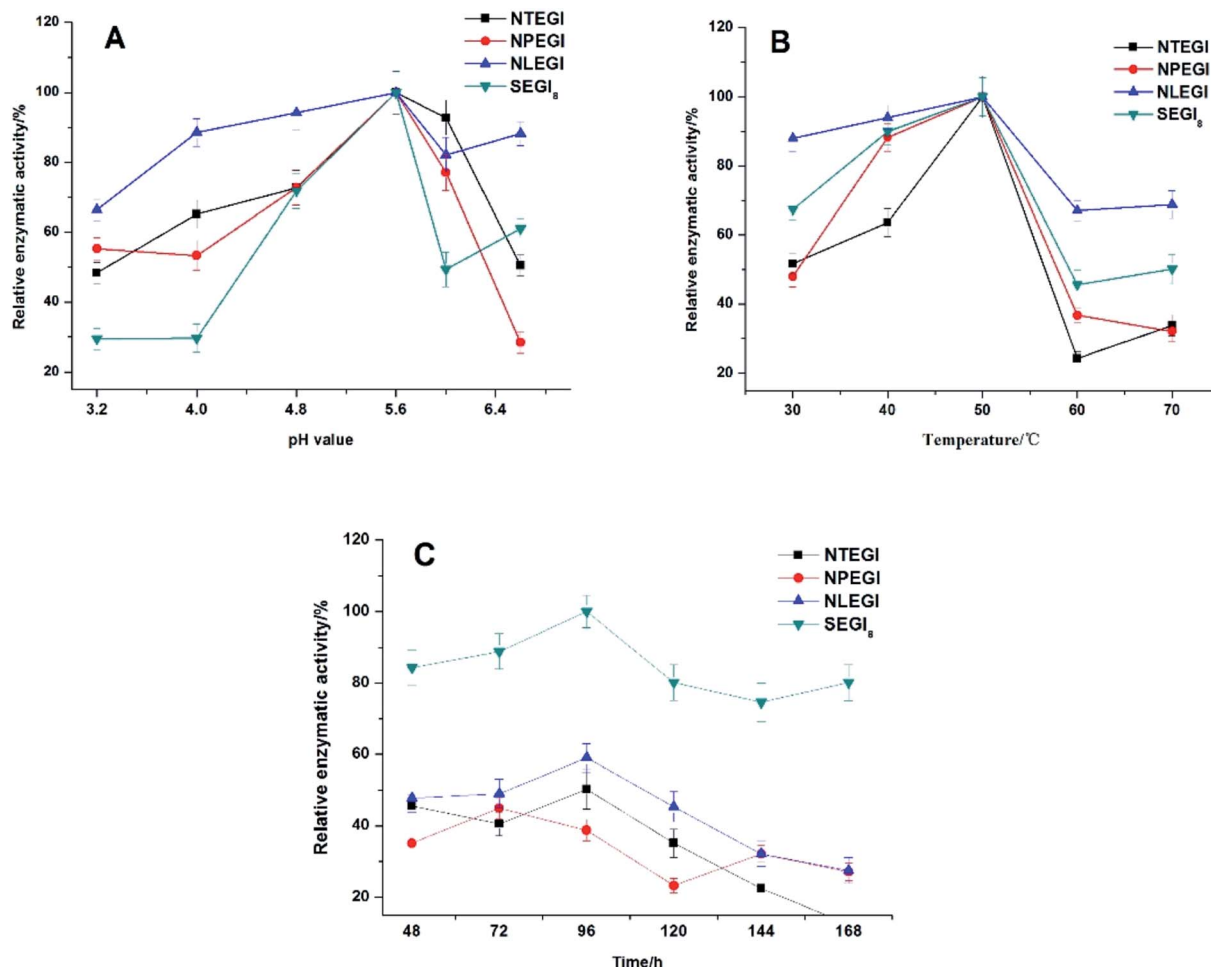 A
NTEGI
NPEGI
NLEGI
SEGI8
Relative enzymatic activity/%
120
100
80
60
40
20
3.2 4.0 4.8 5.6 6.4
pH value
B
NTEGI
NPEGI
NLEGI
SEGI8
Relative enzymatic activity/%
120
100
80
60
40
20
30 40 50 60 70
Temperature/℃
C
NTEGI
NPEGI
NLEGI
SEGI8
Relative enzymatic activity/%
120
100
80
60
40
20
48 72 96 120 144 168
Time/h